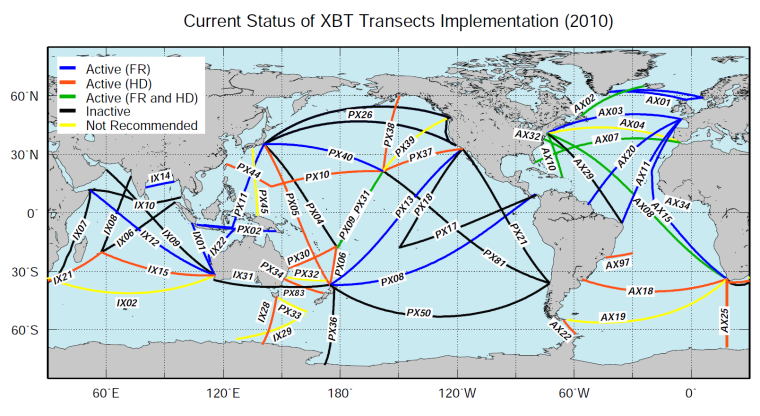 Current Status of XBT Transects Implementation (2010)
Active (FR)
Active (HD)
Active (FR and HD)
Inactive
Not Recommended
60°N
30°N
0°
30°S
60°S
60°E
120°E
180°
120°W
60°W
0°
AX02
AX01
AX03
AX04
AX07
AX32
AX10
AX29
AX20
AX11
AX34
AX08
AX15
AX97
AX18
AX19
AX22
AX25
PX26
PX38
PX39
PX37
PX40
PX44
PX10
PX11
PX45
PX05
PX04
PX31
PX09
PX13
PX18
PX17
PX21
PX81
PX02
PX30
PX06
PX34
PX32
PX83
PX08
PX50
PX36
PX33
IX14
IX10
IX07
IX08
IX06
IX12
IX09
IX01
IX22
IX21
IX15
IX31
IX02
IX28
IX29